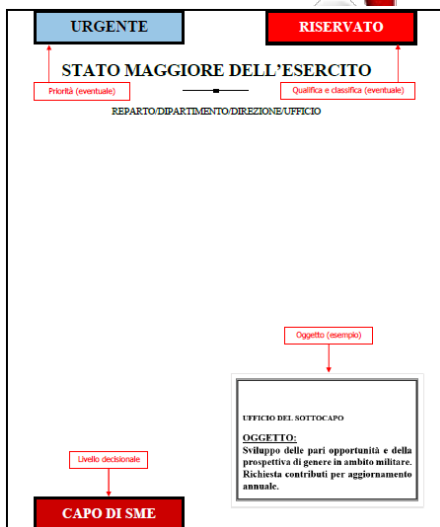 URGENTE
RISERVATO
STATO MAGGIORE DELL'ESERCITO
Priorità (eventuale)
Qualifica e classifica (eventuale)
REPARTO/DIPARTIMENTO/DIREZIONE/UFFICIO
Oggetto (esempio)
UFFICIO DEL SOTTOCAPO
OGGETTO:
Sviluppo delle pari opportunità e della
prospettiva di genere in ambito militare.
Richiesta contributi per aggiornamento
annuale.
Livello decisionale
CAPO DI SME